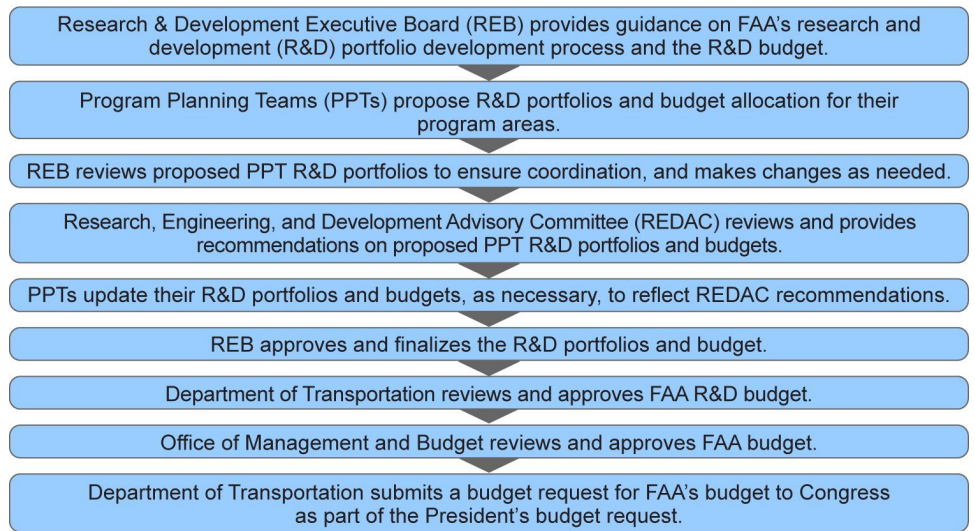 Research & Development Executive Board (REB) provides guidance on FAA's research and
development (R&D) portfolio development process and the R&D budget.
Program Planning Teams (PPTs) propose R&D portfolios and budget allocation for their
program areas.
REB reviews proposed PPT R&D portfolios to ensure coordination, and makes changes as needed.
Research, Engineering, and Development Advisory Committee (REDAC) reviews and provides
recommendations on proposed PPT R&D portfolios and budgets.
PPTs update their R&D portfolios and budgets, as necessary, to reflect REDAC recommendations.
REB approves and finalizes the R&D portfolios and budget.
Department of Transportation reviews and approves FAA R&D budget.
Office of Management and Budget reviews and approves FAA budget.
Department of Transportation submits a budget request for FAA's budget to Congress
as part of the President's budget request.